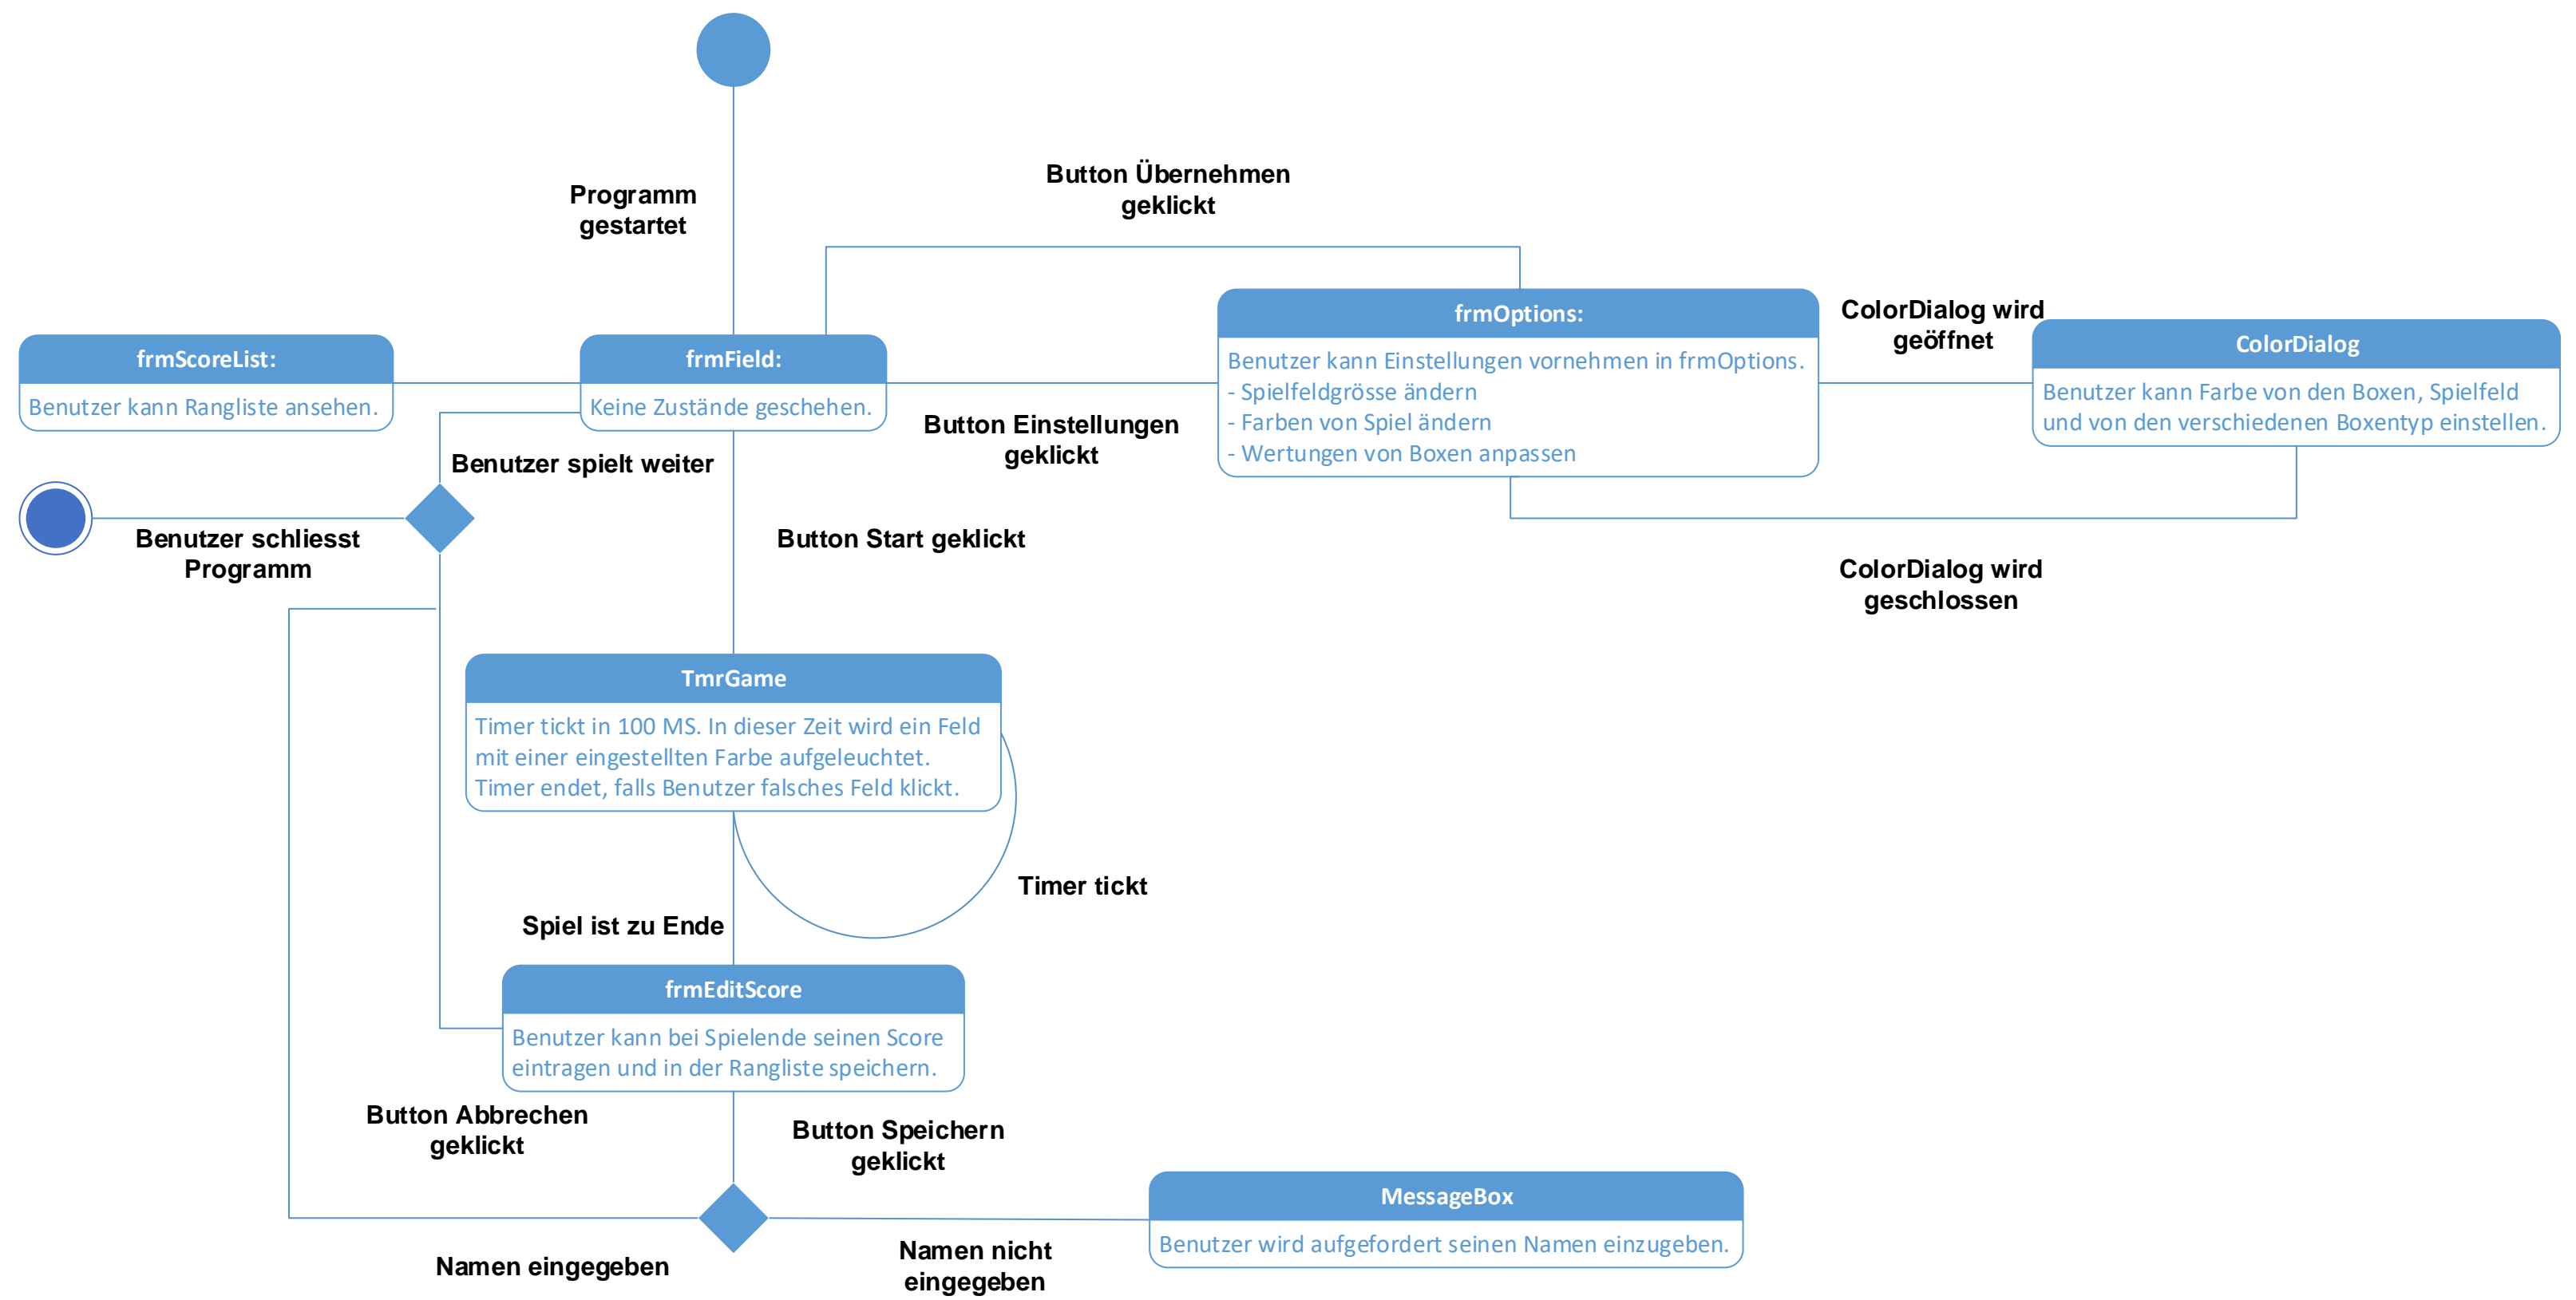 Programm
gestartet
Button Übernehmen
geklickt
frmScoreList:
Benutzer kann Rangliste ansehen.
frmField:
Keine Zustände geschehen.
frmOptions:
Benutzer kann Einstellungen vornehmen in frmOptions.
- Spielfeldgrösse ändern
- Farben von Spiel ändern
- Wertungen von Boxen anpassen
ColorDialog wird
geöffnet
ColorDialog
Benutzer kann Farbe von den Boxen, Spielfeld
und von den verschiedenen Boxentyp einstellen.
Button Einstellungen
geklickt
Benutzer spielt weiter
Benutzer schliesst
Programm
Button Start geklickt
ColorDialog wird
geschlossen
TmrGame
Timer tickt in 100 MS. In dieser Zeit wird ein Feld
mit einer eingestellten Farbe aufgeleuchtet.
Timer endet, falls Benutzer falsches Feld klickt.
Timer tickt
Spiel ist zu Ende
frmEditScore
Benutzer kann bei Spielende seinen Score
eintragen und in der Rangliste speichern.
Button Abbrechen
geklickt
Button Speichern
geklickt
MessageBox
Benutzer wird aufgefordert seinen Namen einzugeben.
Namen eingegeben
Namen nicht
eingegeben